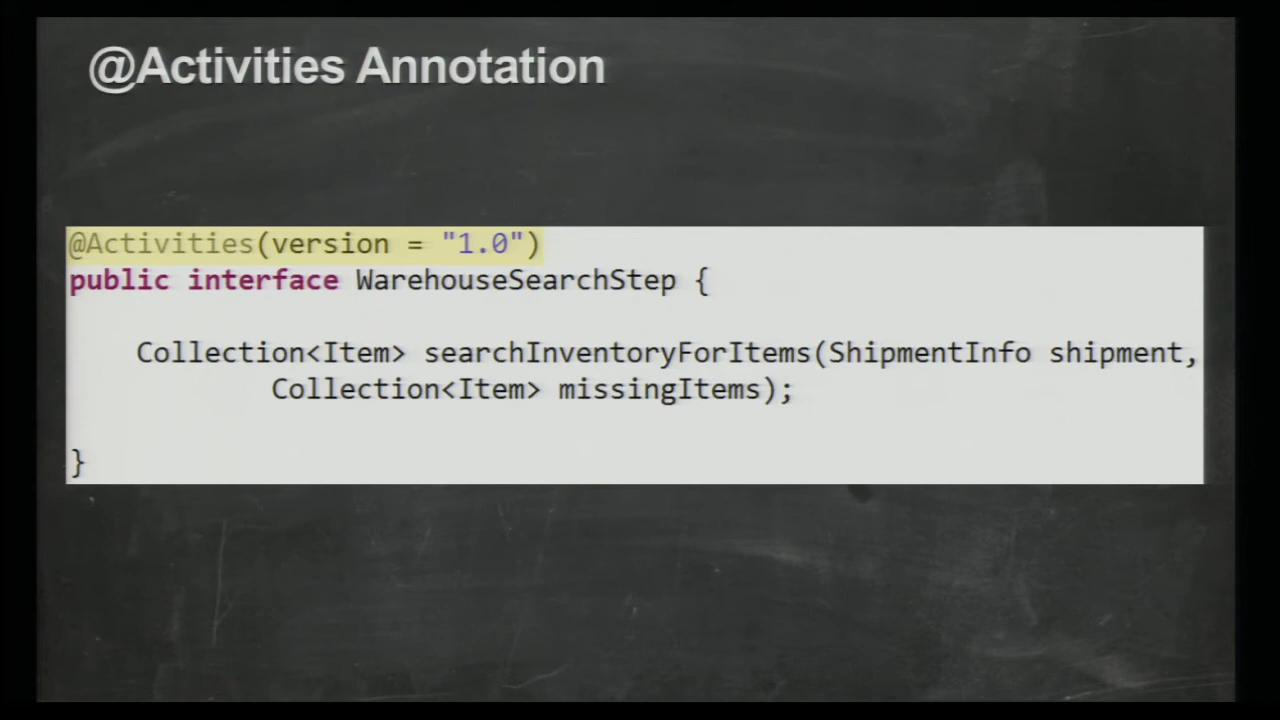 @Activities Annotation
@Activities(version = "1.0")
public interface WarehouseSearchStep {
Collection<Item> searchInventoryForItems(ShipmentInfo shipment,
Collection<Item> missingItems);
}